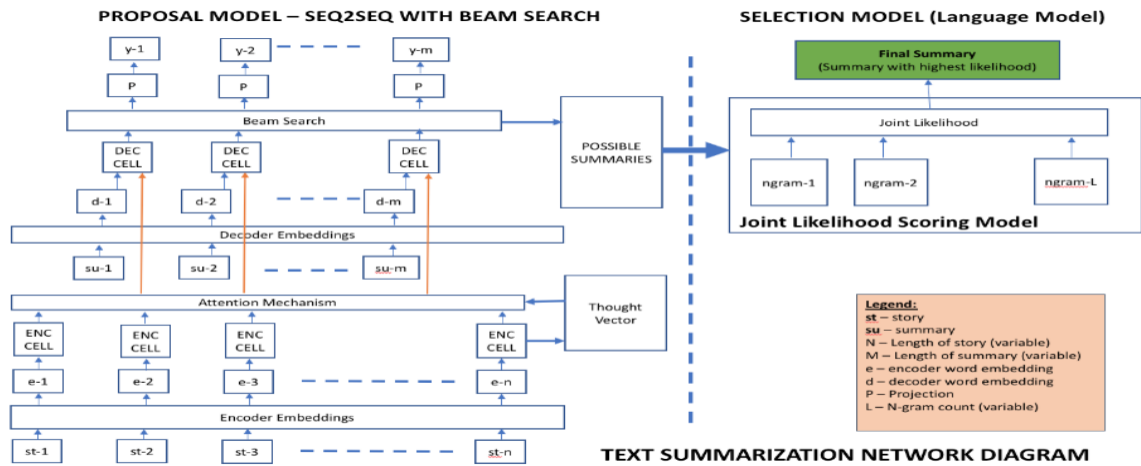 PROPOSAL MODEL – SEQ2SEQ WITH BEAM SEARCH
y-1 y-2 y-m
P P P
Beam Search
DEC CELL DEC CELL DEC CELL
d-1 d-2 d-m
Decoder Embeddings
su-1 su-2 su-m
Attention Mechanism
ENC CELL ENC CELL ENC CELL ENC CELL
e-1 e-2 e-3 e-n
Encoder Embeddings
st-1 st-2 st-3 st-n
POSSIBLE
SUMMARIES
Thought
Vector
SELECTION MODEL (Language Model)
Final Summary
(Summary with highest likelihood)
Joint Likelihood
ngram-1 ngram-2 ngram-L
Joint Likelihood Scoring Model
Legend:
st – story
su – summary
N – Length of story (variable)
M – Length of summary (variable)
e – encoder word embedding
d – decoder word embedding
P – Projection
L – N-gram count (variable)
TEXT SUMMARIZATION NETWORK DIAGRAM